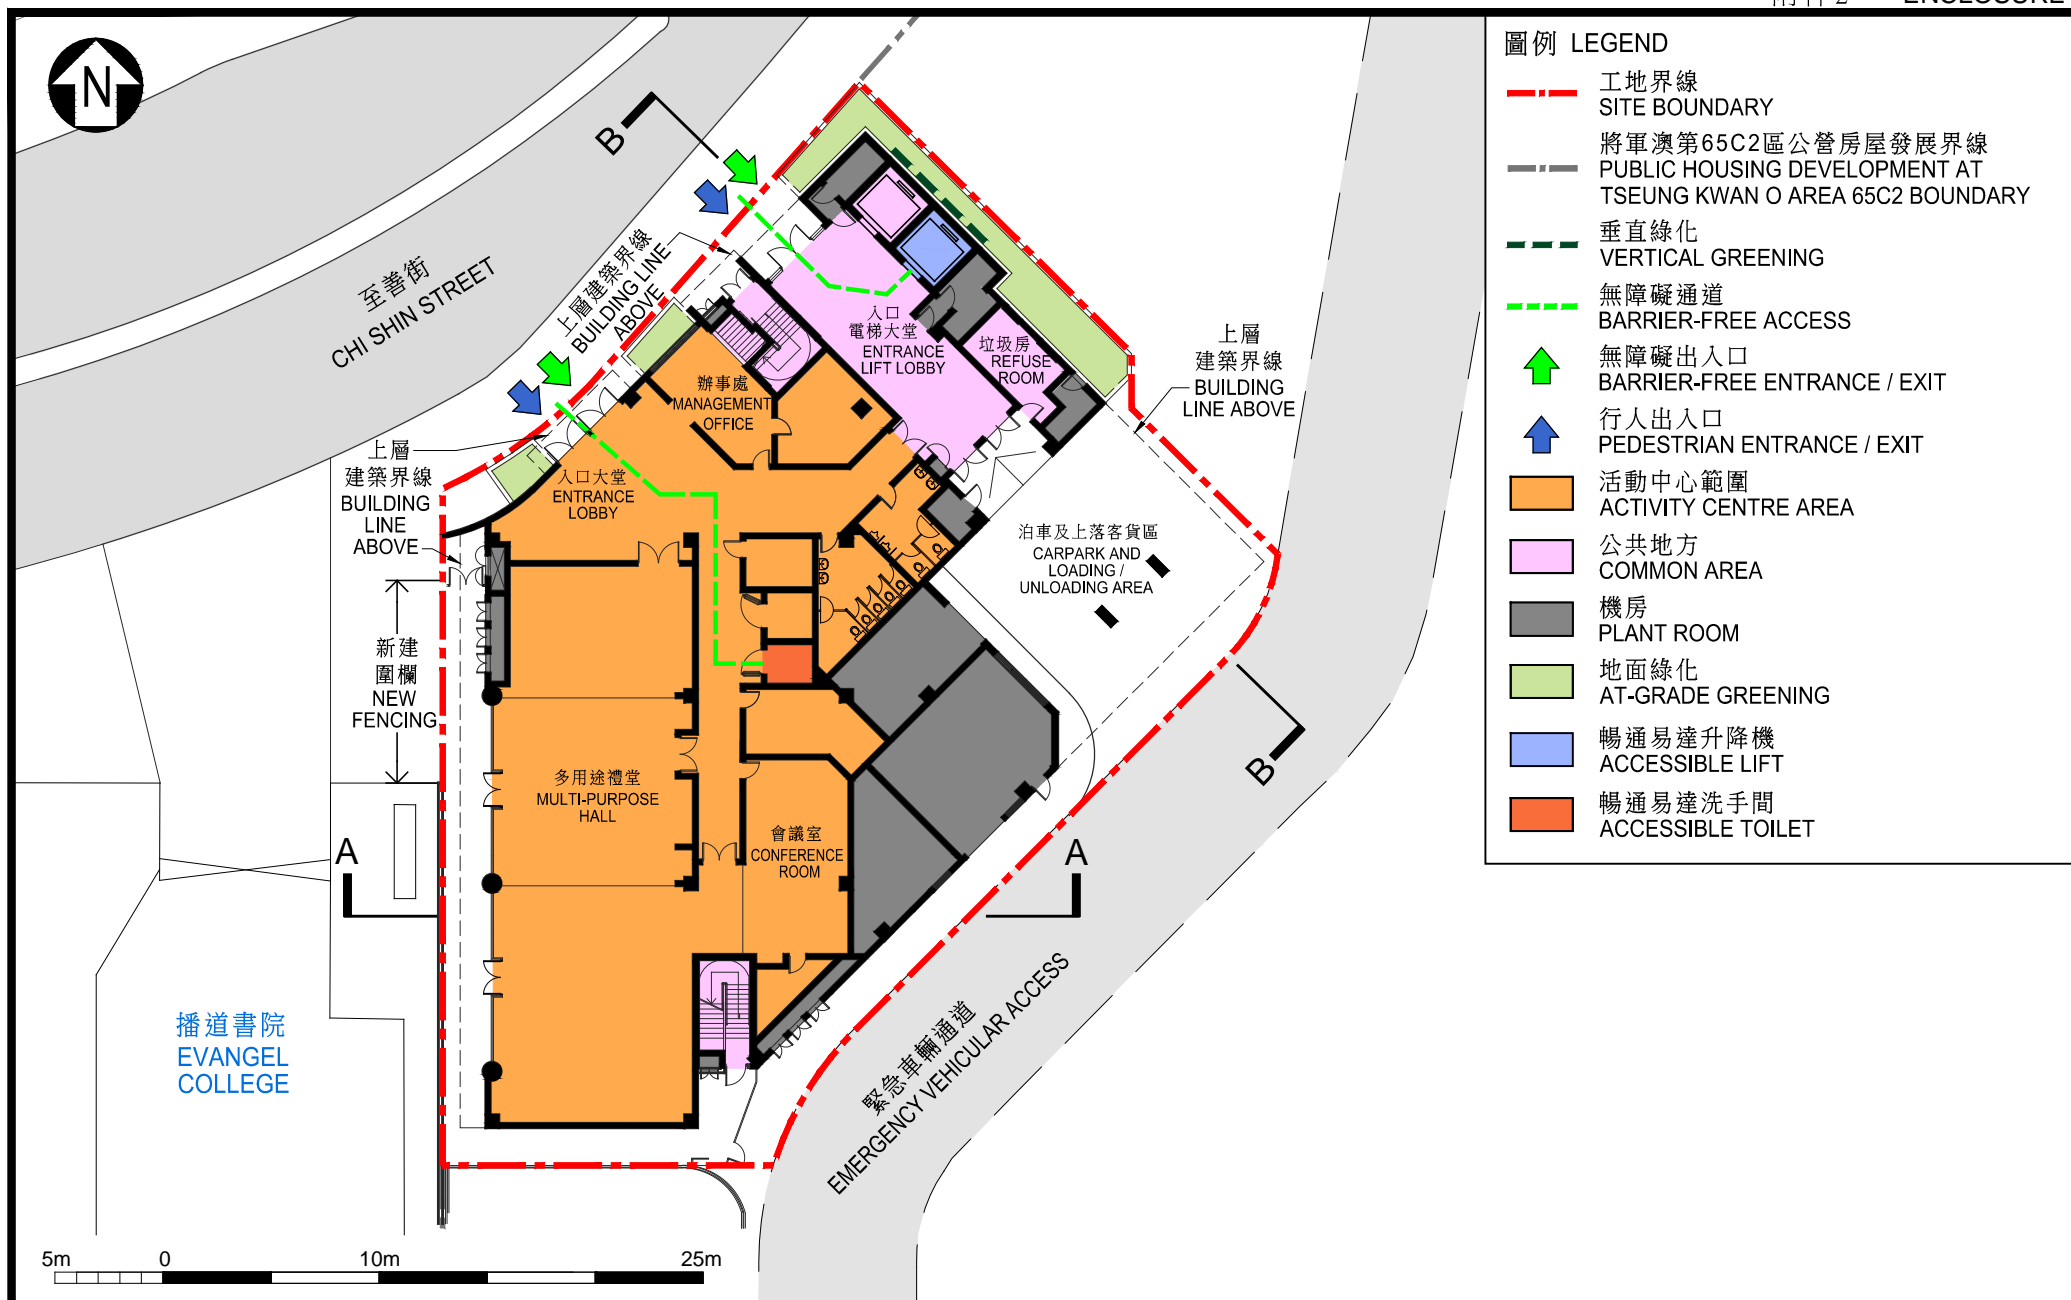 N
B
至善街
CHI SHIN STREET
上層建築界線
BUILDING LINE
ABOVE
入口
電梯大堂
ENTRANCE
LIFT LOBBY
垃圾房
REFUSE
ROOM
上層
建築界線
BUILDING
LINE ABOVE
辦事處
MANAGEMENT
OFFICE
上層
建築界線
BUILDING
LINE
ABOVE
入口大堂
ENTRANCE
LOBBY
泊車及上落客貨區
CARPARK AND
LOADING /
UNLOADING AREA
新建
圍欄
NEW
FENCING
多用途禮堂
MULTI-PURPOSE
HALL
會議室
CONFERENCE
ROOM
B
A
A
播道書院
EVANGEL
COLLEGE
緊急車輛通道
EMERGENCY VEHICULAR ACCESS
5m 0 10m 25m
圖例 LEGEND
工地界線
SITE BOUNDARY
將軍澳第65C2區公營房屋發展界線
PUBLIC HOUSING DEVELOPMENT AT
TSEUNG KWAN O AREA 65C2 BOUNDARY
垂直綠化
VERTICAL GREENING
無障礙通道
BARRIER-FREE ACCESS
無障礙出入口
BARRIER-FREE ENTRANCE / EXIT
行人出入口
PEDESTRIAN ENTRANCE / EXIT
活動中心範圍
ACTIVITY CENTRE AREA
公共地方
COMMON AREA
機房
PLANT ROOM
地面綠化
AT-GRADE GREENING
暢通易達升降機
ACCESSIBLE LIFT
暢通易達洗手間
ACCESSIBLE TOILET